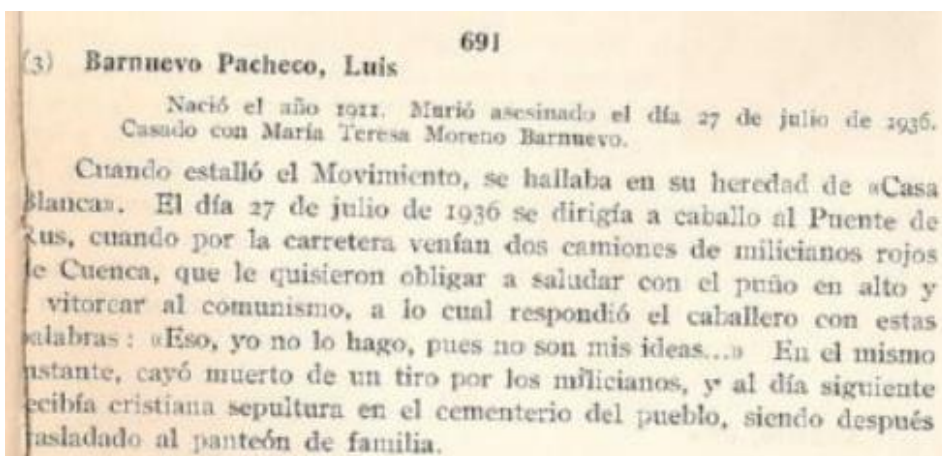 691
(3) Barnuevo Pacheco, Luis
Nació el año 1911. Murió asesinado el día 27 de julio de 1936.
Casado con María Teresa Moreno Barnuevo.
Cuando estalló el Movimiento, se hallaba en su heredad de «Casa
Blanca». El día 27 de julio de 1936 se dirigía a caballo al Puente de
Rus, cuando por la carretera venían dos camiones de milicianos rojos
de Cuenca, que le quisieron obligar a saludar con el puño en alto y
vitorear al comunismo, a lo cual respondió el caballero con estas
palabras: «Eso, yo no lo hago, pues no son mis ideas...» En el mismo
instante, cayó muerto de un tiro por los milicianos, y al día siguiente
recibía cristiana sepultura en el cementerio del pueblo, siendo después
trasladado al panteón de familia.